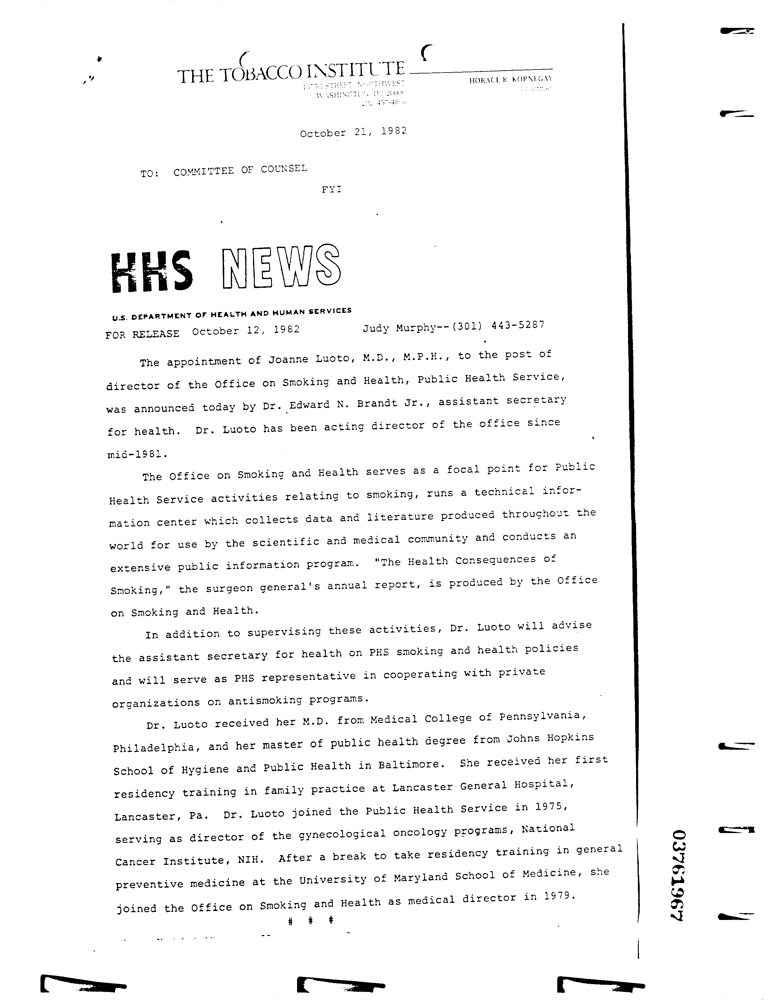 THE TOBACCO INSTITUTE
HORACE R. KORNEGAY
Chairman
WASHINGTON, DC 20006
October 21, 1982
TO: COMMITTEE OF COUNSEL
FYI
HHS NEWS
U.S. DEPARTMENT OF HEALTH AND HUMAN SERVICES
FOR RELEASE October 12, 1982 Judy Murphy--(301) 443-5287
The appointment of Joanne Luoto, M.D., M.P.H., to the post of
director of the Office on Smoking and Health, Public Health Service,
was announced today by Dr. Edward N. Brandt Jr., assistant secretary
for health. Dr. Luoto has been acting director of the office since
mid-1981.
The Office on Smoking and Health serves as a focal point for Public
Health Service activities relating to smoking, runs a technical infor-
mation center which collects data and literature produced throughout the
world for use by the scientific and medical community and conducts an
extensive public information program. "The Health Consequences of
Smoking," the surgeon general's annual report, is produced by the Office
on Smoking and Health.
In addition to supervising these activities, Dr. Luoto will advise
the assistant secretary for health on PHS smoking and health policies
and will serve as PHS representative in cooperating with private
organizations on antismoking programs.
Dr. Luoto received her M.D. from Medical College of Pennsylvania,
Philadelphia, and her master of public health degree from Johns Hopkins
School of Hygiene and Public Health in Baltimore. She received her first
residency training in family practice at Lancaster General Hospital,
Lancaster, Pa. Dr. Luoto joined the Public Health Service in 1975,
serving as director of the gynecological oncology programs, National
Cancer Institute, NIH. After a break to take residency training in general
preventive medicine at the University of Maryland School of Medicine, she
joined the Office on Smoking and Health as medical director in 1979.
# # #
03761967